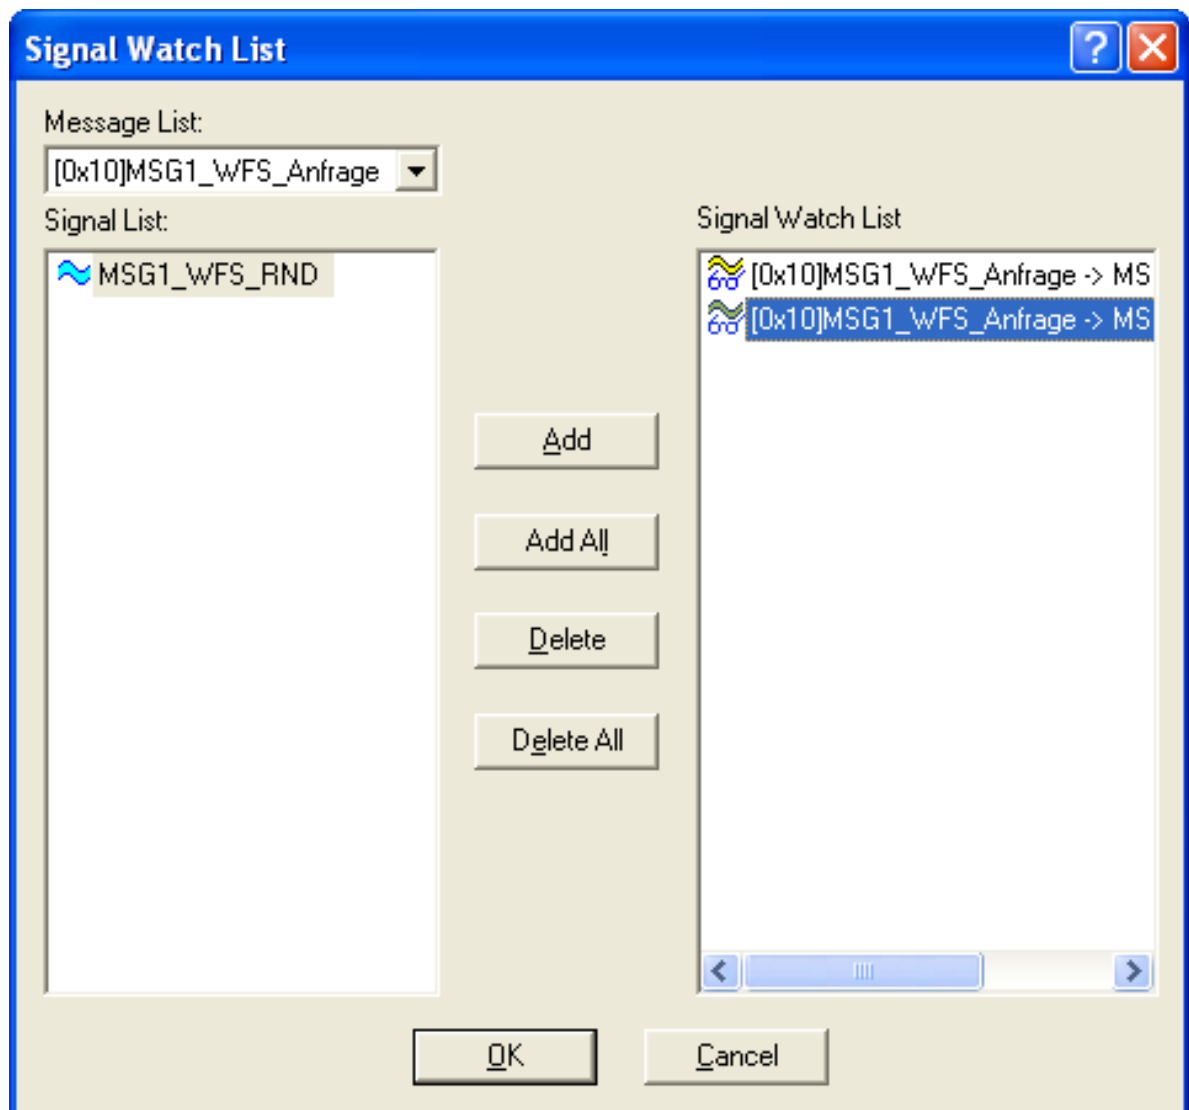 Signal Watch List
Message List:
[0x10]MSG1_WFS_Anfrage
Signal List:
MSG1_WFS_RND
Signal Watch List
[0x10]MSG1_WFS_Anfrage -> MS
[0x10]MSG1_WFS_Anfrage -> MS
Add
Add All
Delete
Delete All
OK
Cancel